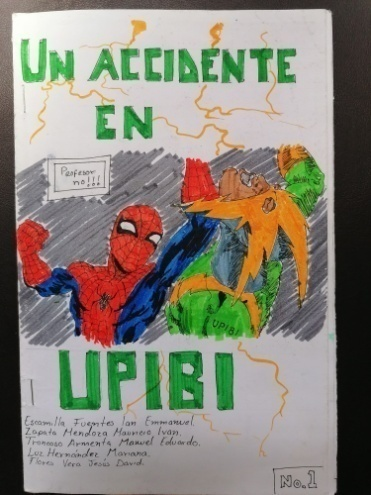 UN ACCIDENTE
EN
Profesor
no!!!
UPIBI
UPIBI
Escamilla Fuentes Ian Emmanuel.
Zapata Mendoza Mauricio Ivan.
Troncoso Armenta Manuel Eduardo.
Luz Hernández Mariana.
Flores Vera Jesús David.
No.1